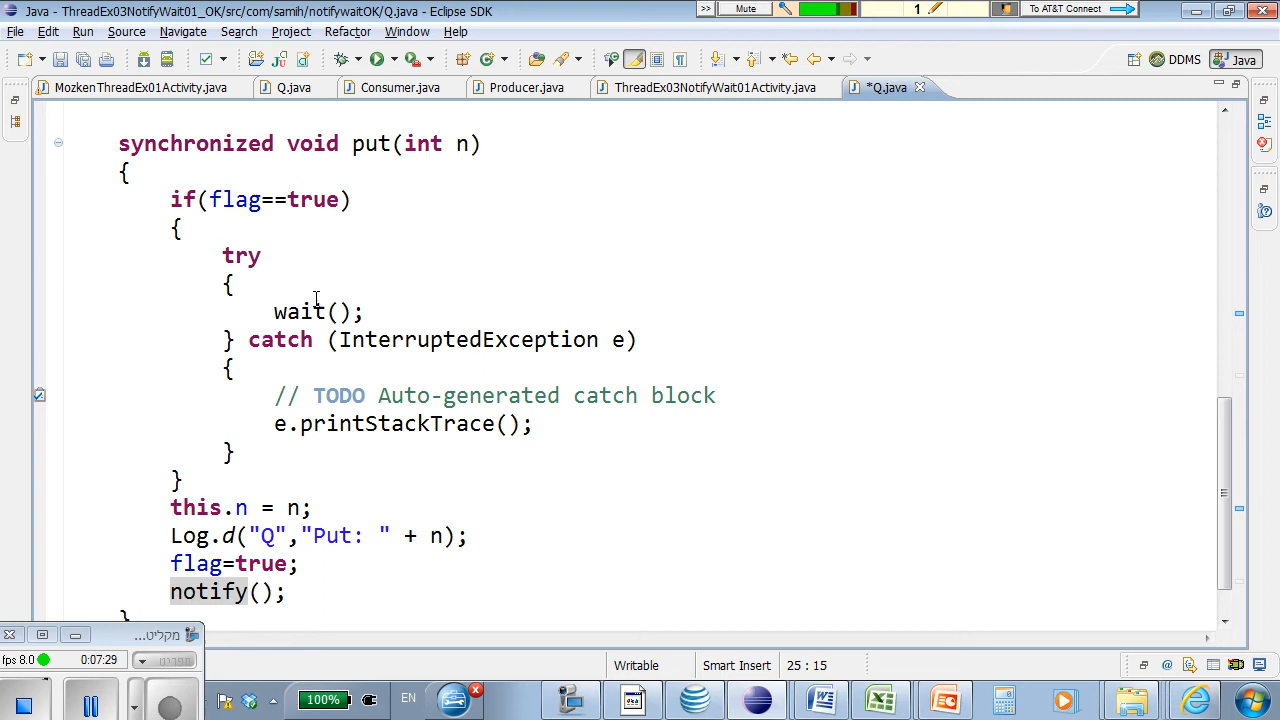 Java - ThreadEx03NotifyWait01_OK/src/com/samih/notifywaitOK/Q.java - Eclipse SDK
>> Mute 1 To AT&T Connect
File Edit Run Source Navigate Search Project Refactor Window Help
DDMS Java
MozkenThreadEx01Activity.java Q.java Consumer.java Producer.java ThreadEx03NotifyWait01Activity.java *Q.java
synchronized void put(int n)
{
if(flag==true)
{
try
{
wait();
} catch (InterruptedException e)
{
// TODO Auto-generated catch block
e.printStackTrace();
}
}
this.n = n;
Log.d("Q","Put: " + n);
flag=true;
notify();
}
מקליט...
fps 8.0 0:07:29 תפריט
Writable Smart Insert 25 : 15
100% EN